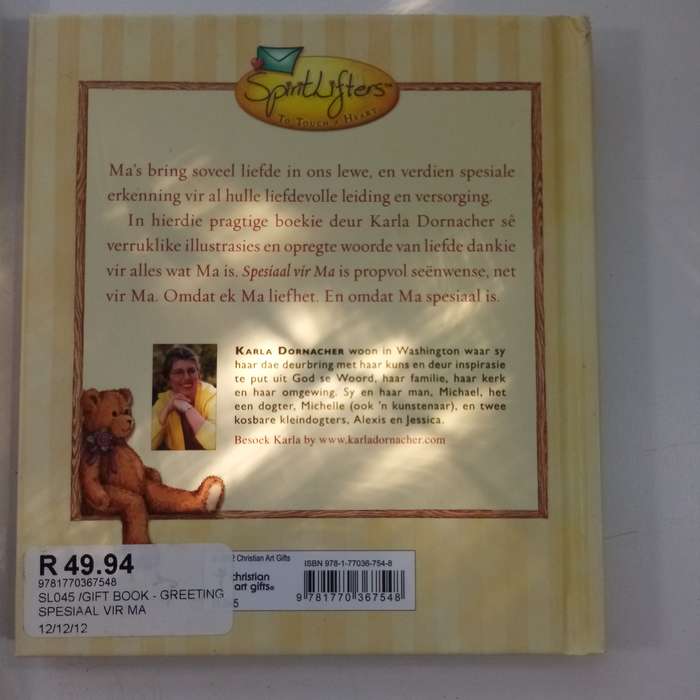 SpiritLifters™
To Touch a Heart
Ma's bring soveel liefde in ons lewe, en verdien spesiale
erkenning vir al hulle liefdevolle leiding en versorging.
In hierdie pragtige boekie deur Karla Dornacher sê
verruklike illustrasies en opregte woorde van liefde dankie
vir alles wat Ma is. Spesiaal vir Ma is propvol seënwense, net
vir Ma. Omdat ek Ma liefhet. En omdat Ma spesiaal is.
Karla Dornacher woon in Washington waar sy
haar dae deurbring met haar kuns en deur inspirasie
te put uit God se Woord, haar familie, haar kerk
en haar omgewing. Sy en haar man, Michael, het
een dogter, Michelle (ook 'n kunstenaar), en twee
kosbare kleindogters, Alexis en Jessica.
Besoek Karla by www.karladornacher.com
R 49.94
9781770367548
SL045 /GIFT BOOK - GREETING
SPESIAAL VIR MA
12/12/12
2 Christian Art Gifts
christian
art gifts®
5
ISBN 978-1-77036-754-8
9 781770 367548